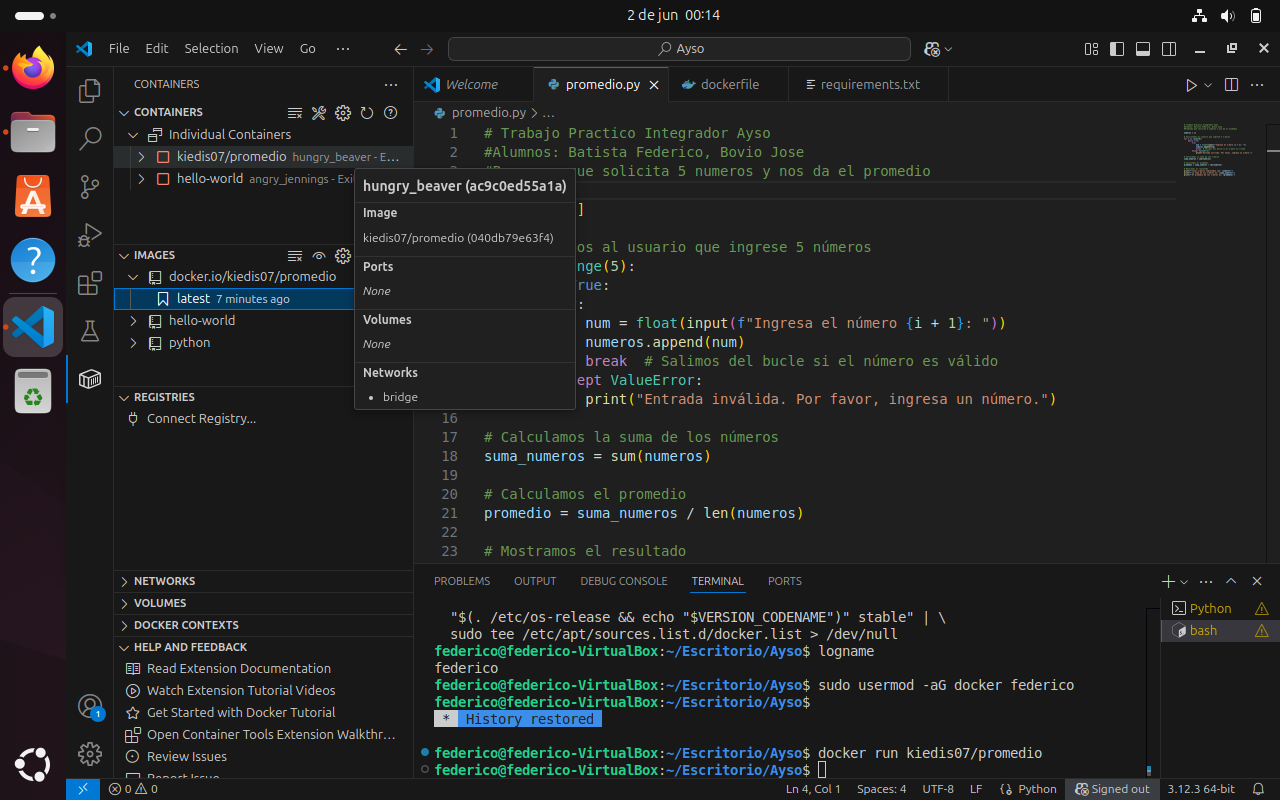 2 de jun 00:14
File Edit Selection View Go ···
Ayso
CONTAINERS
CONTAINERS
Individual Containers
kiedis07/promedio hungry_beaver - E...
hello-world angry_jennings - Exi
IMAGES
docker.io/kiedis07/promedio
latest 7 minutes ago
hello-world
python
REGISTRIES
Connect Registry...
NETWORKS
VOLUMES
DOCKER CONTEXTS
HELP AND FEEDBACK
Read Extension Documentation
Watch Extension Tutorial Videos
Get Started with Docker Tutorial
Open Container Tools Extension Walkthr...
Review Issues
Report Issue
hungry_beaver (ac9c0ed55a1a)
Image
kiedis07/promedio (040db79e63f4)
Ports
None
Volumes
None
Networks
• bridge
Welcome promedio.py dockerfile requirements.txt
promedio.py > ...
1 # Trabajo Practico Integrador Ayso
2 #Alumnos: Batista Federico, Bovio Jose
que solicita 5 numeros y nos da el promedio
]
os al usuario que ingrese 5 números
nge(5):
rue:
:
num = float(input(f"Ingresa el número {i + 1}: "))
numeros.append(num)
break # Salimos del bucle si el número es válido
ept ValueError:
print("Entrada inválida. Por favor, ingresa un número.")
16
17 # Calculamos la suma de los números
18 suma_numeros = sum(numeros)
19
20 # Calculamos el promedio
21 promedio = suma_numeros / len(numeros)
22
23 # Mostramos el resultado
PROBLEMS OUTPUT DEBUG CONSOLE TERMINAL PORTS
"$(. /etc/os-release && echo "$VERSION_CODENAME")" stable" | \
sudo tee /etc/apt/sources.list.d/docker.list > /dev/null
federico@federico-VirtualBox:~/Escritorio/Ayso$ logname
federico
federico@federico-VirtualBox:~/Escritorio/Ayso$ sudo usermod -aG docker federico
federico@federico-VirtualBox:~/Escritorio/Ayso$
* History restored
federico@federico-VirtualBox:~/Escritorio/Ayso$ docker run kiedis07/promedio
federico@federico-VirtualBox:~/Escritorio/Ayso$
Python
bash
1
0 0
Ln 4, Col 1 Spaces: 4 UTF-8 LF Python Signed out 3.12.3 64-bit